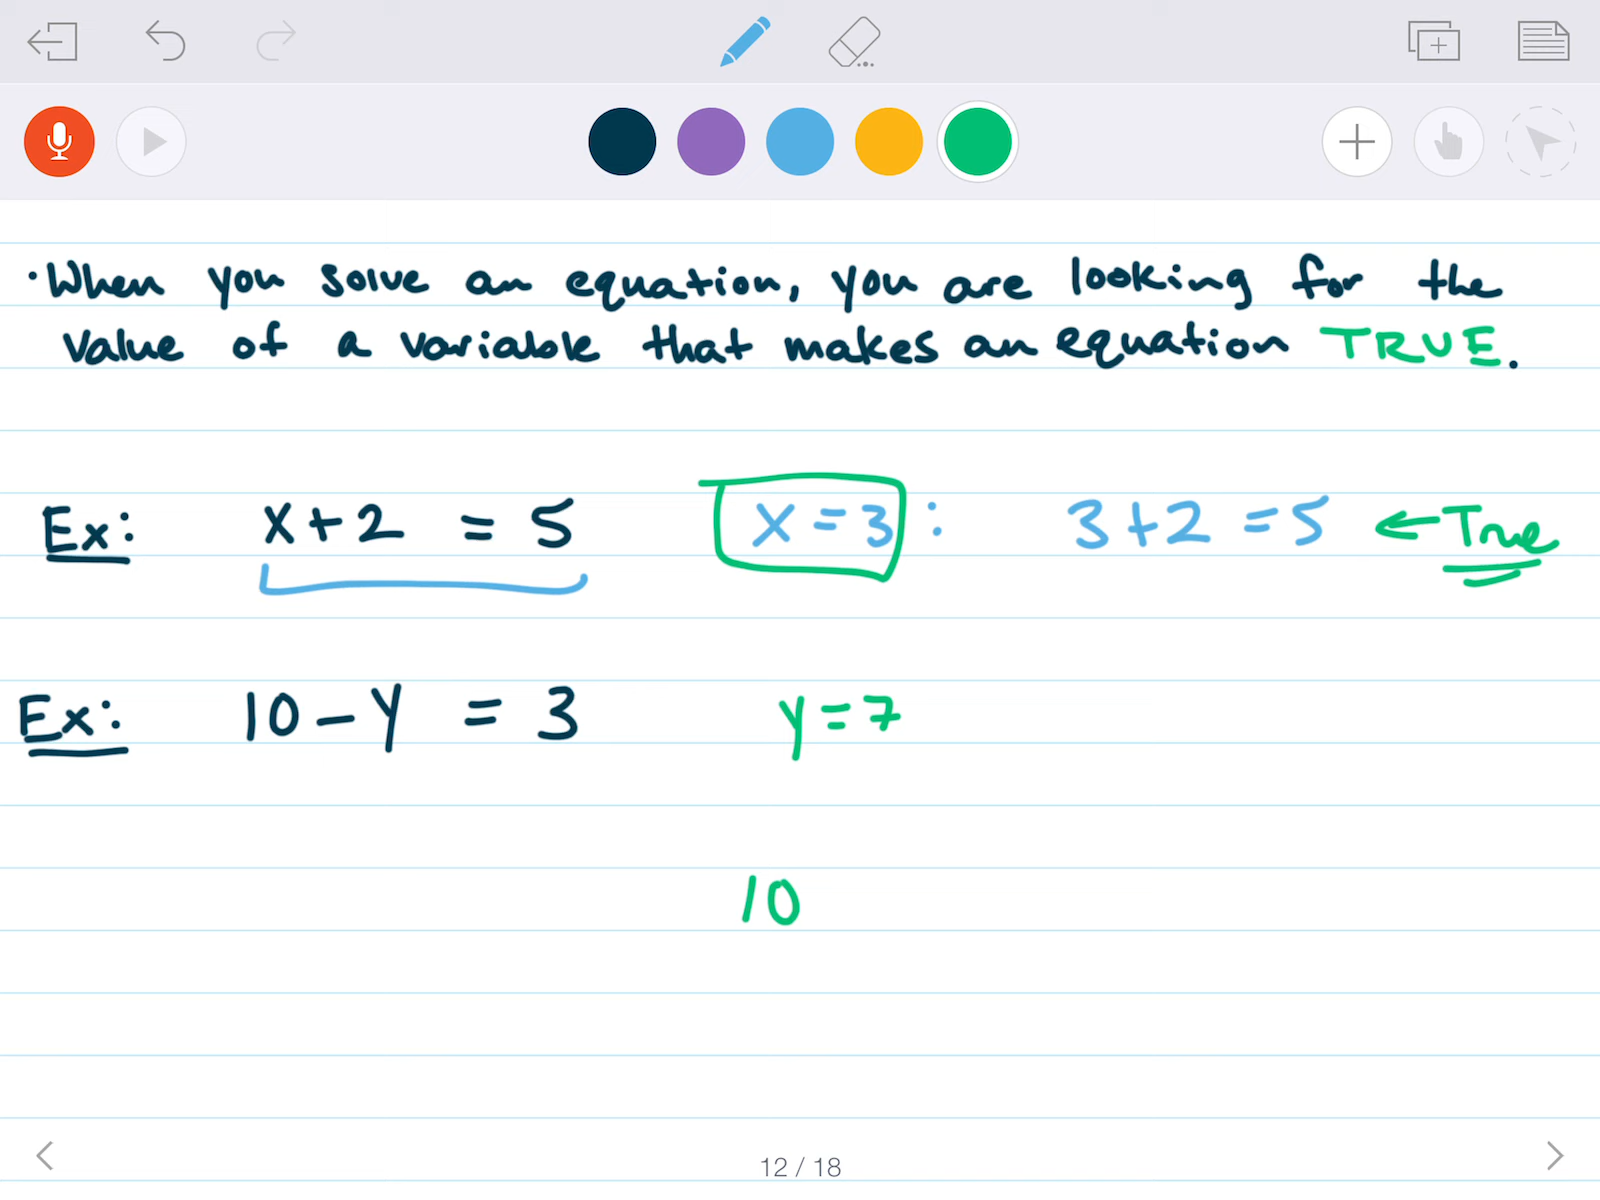 ·When you solve an equation, you are looking for the
value of a variable that makes an equation TRUE.
Ex: x+2 = 5 x=3: 3+2=5 ←True
Ex: 10-y = 3 y=7
10
12 / 18